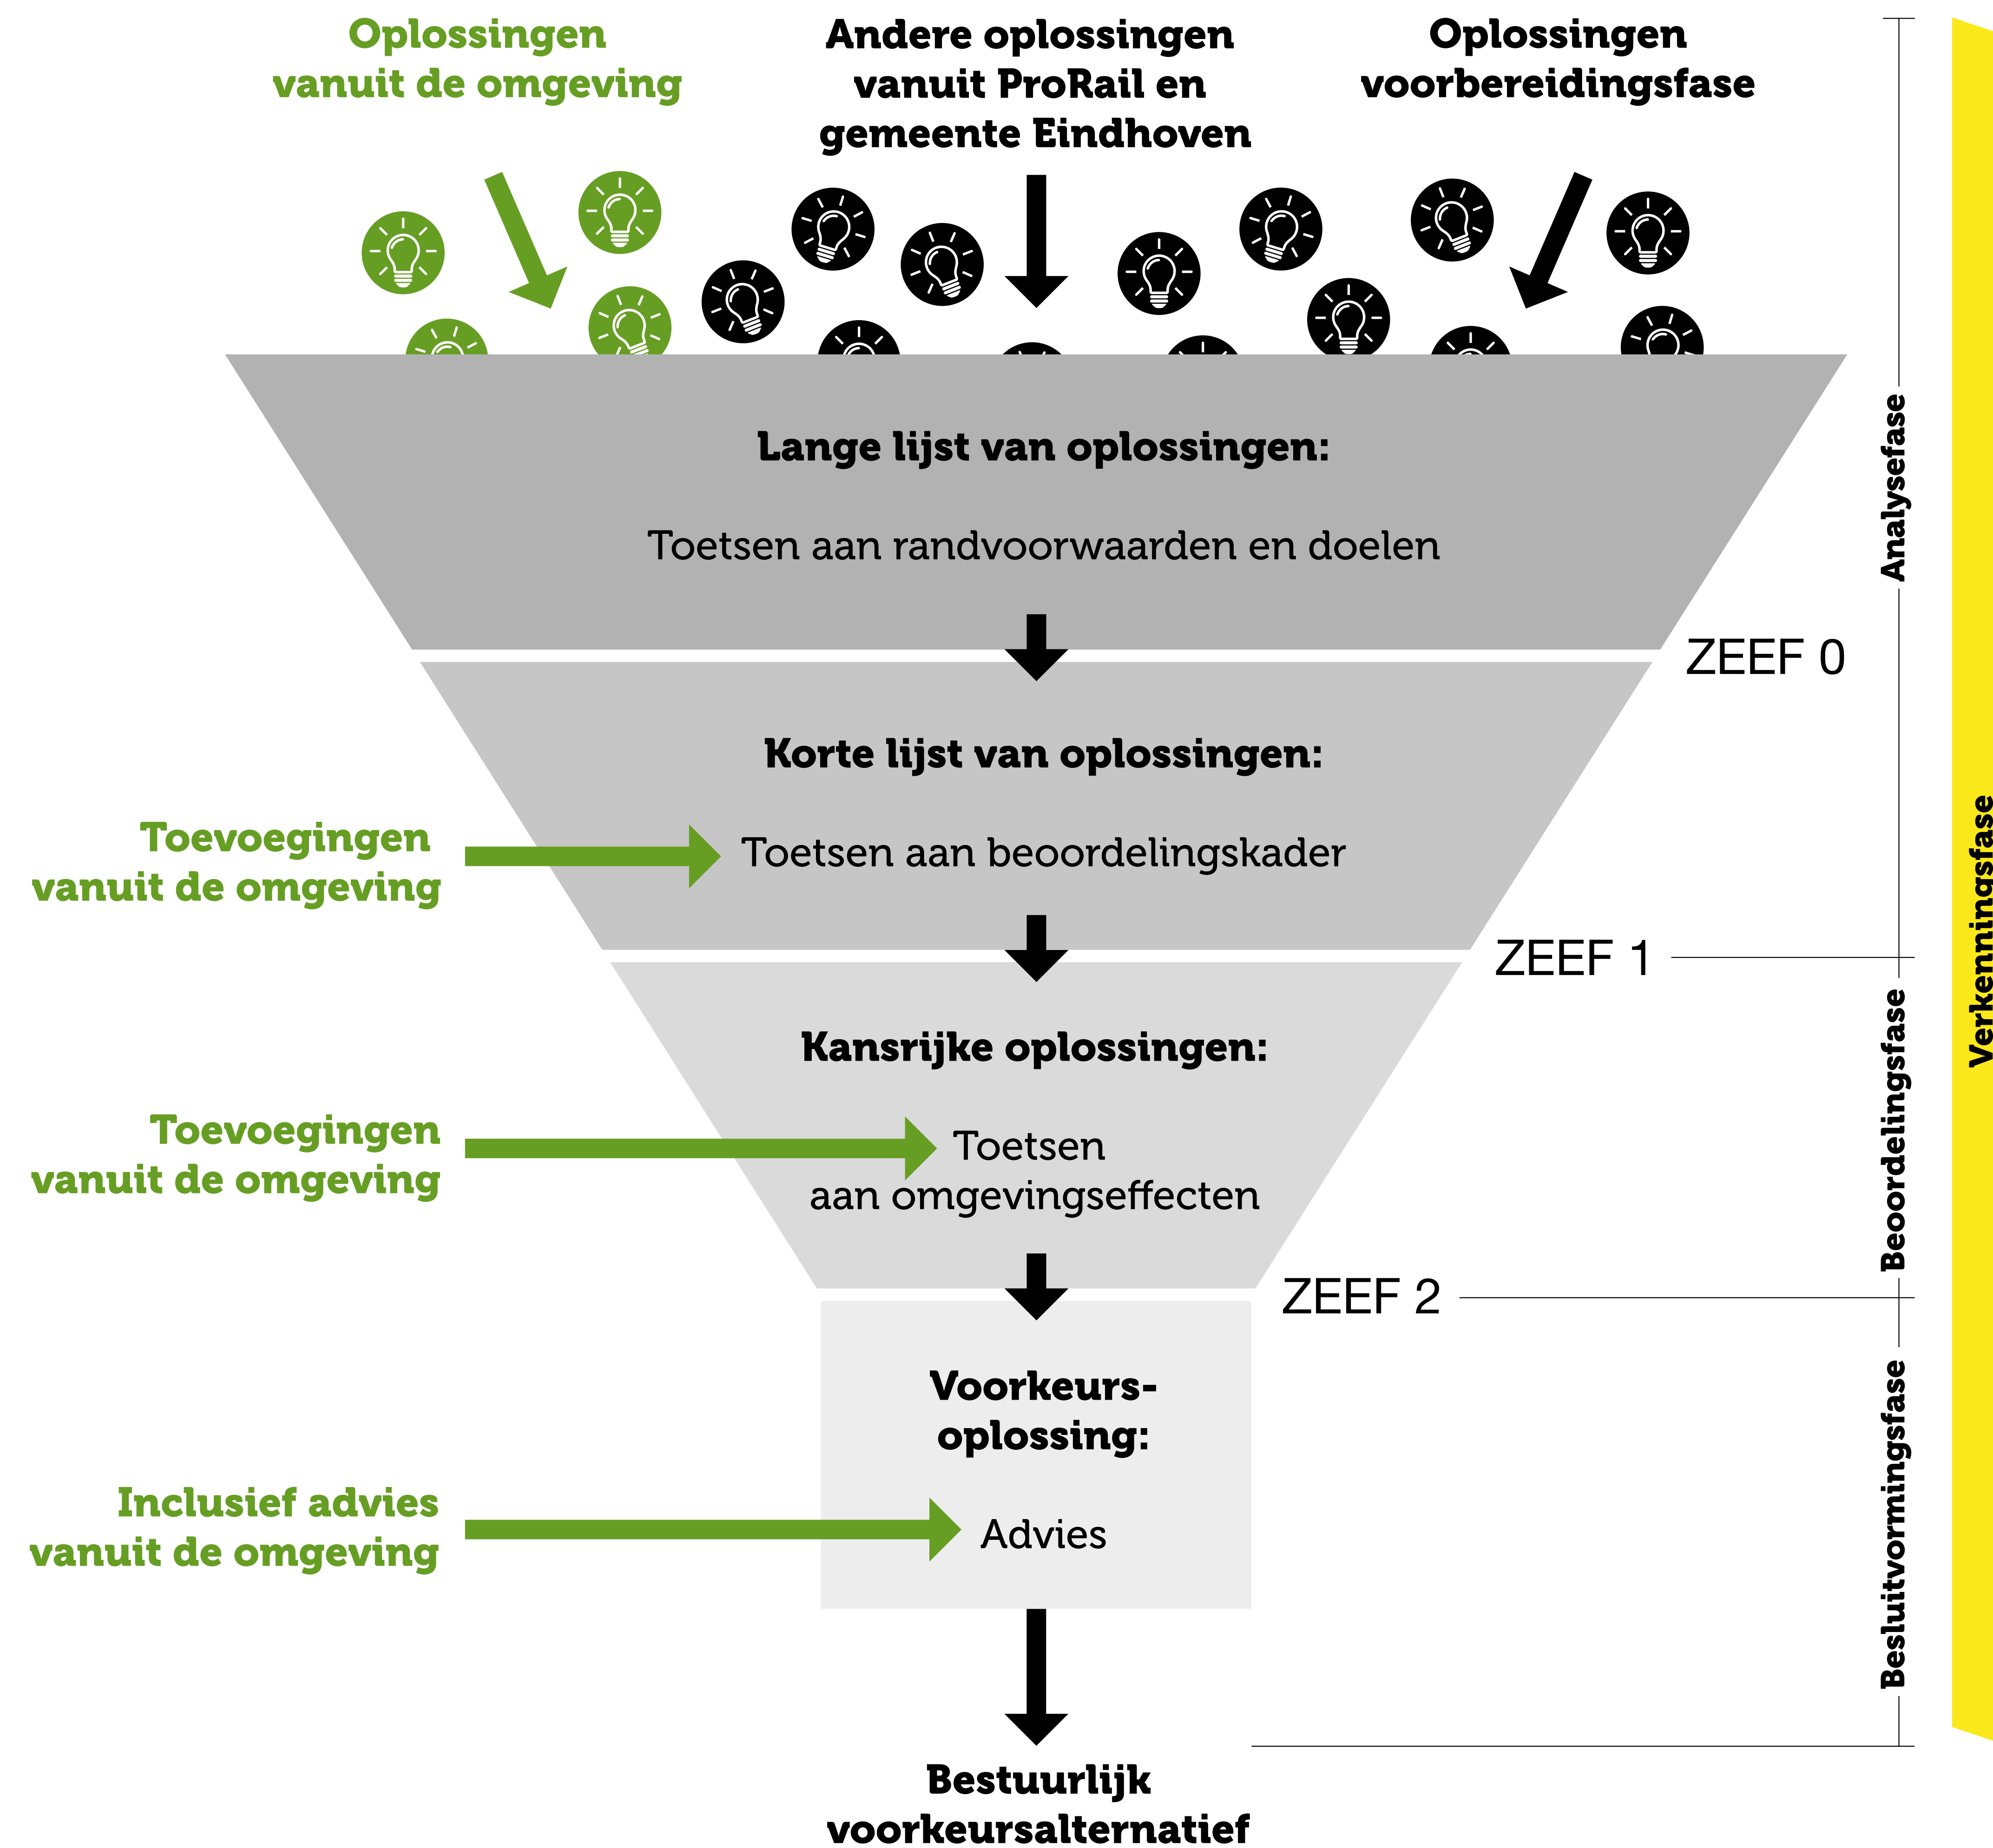 Oplossingen
vanuit de omgeving
Andere oplossingen
vanuit ProRail en
gemeente Eindhoven
Oplossingen
voorbereidingsfase
Lange lijst van oplossingen:
Toetsen aan randvoorwaarden en doelen
ZEEF 0
Korte lijst van oplossingen:
Toevoegingen
vanuit de omgeving
Toetsen aan beoordelingskader
ZEEF 1
Kansrijke oplossingen:
Toevoegingen
vanuit de omgeving
Toetsen
aan omgevingseffecten
ZEEF 2
Voorkeurs-
oplossing:
Inclusief advies
vanuit de omgeving
Advies
Bestuurlijk
voorkeursalternatief
Analysefase
Beoordelingsfase
Besluitvormingsfase
Verkenningsfase